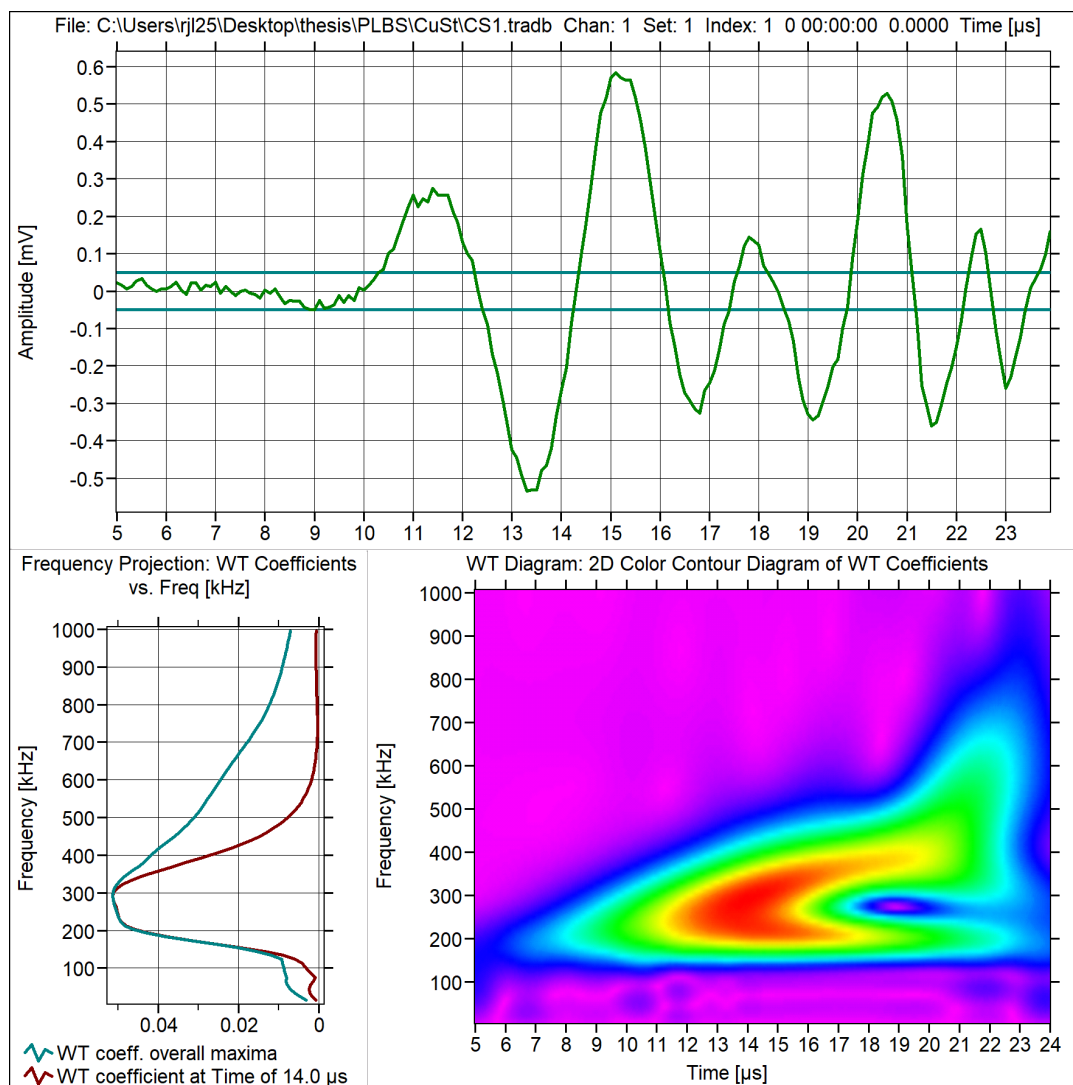 File: C:\Users\rjl25\Desktop\thesis\PLBS\CuSt\CS1.tradb  Chan: 1  Set: 1  Index: 1  0 00:00:00  0.0000  Time [µs]
0.6
0.5
0.4
0.3
0.2
0.1
0
-0.1
-0.2
-0.3
-0.4
-0.5
Amplitude [mV]
5 6 7 8 9 10 11 12 13 14 15 16 17 18 19 20 21 22 23
Frequency Projection: WT Coefficients
vs. Freq [kHz]
1000
900
800
700
600
500
400
300
200
100
Frequency [kHz]
0.04 0.02 0
WT coeff. overall maxima
WT coefficient at Time of 14.0 µs
WT Diagram: 2D Color Contour Diagram of WT Coefficients
1000
900
800
700
600
500
400
300
200
100
Frequency [kHz]
5 6 7 8 9 10 11 12 13 14 15 16 17 18 19 20 21 22 23 24
Time [µs]